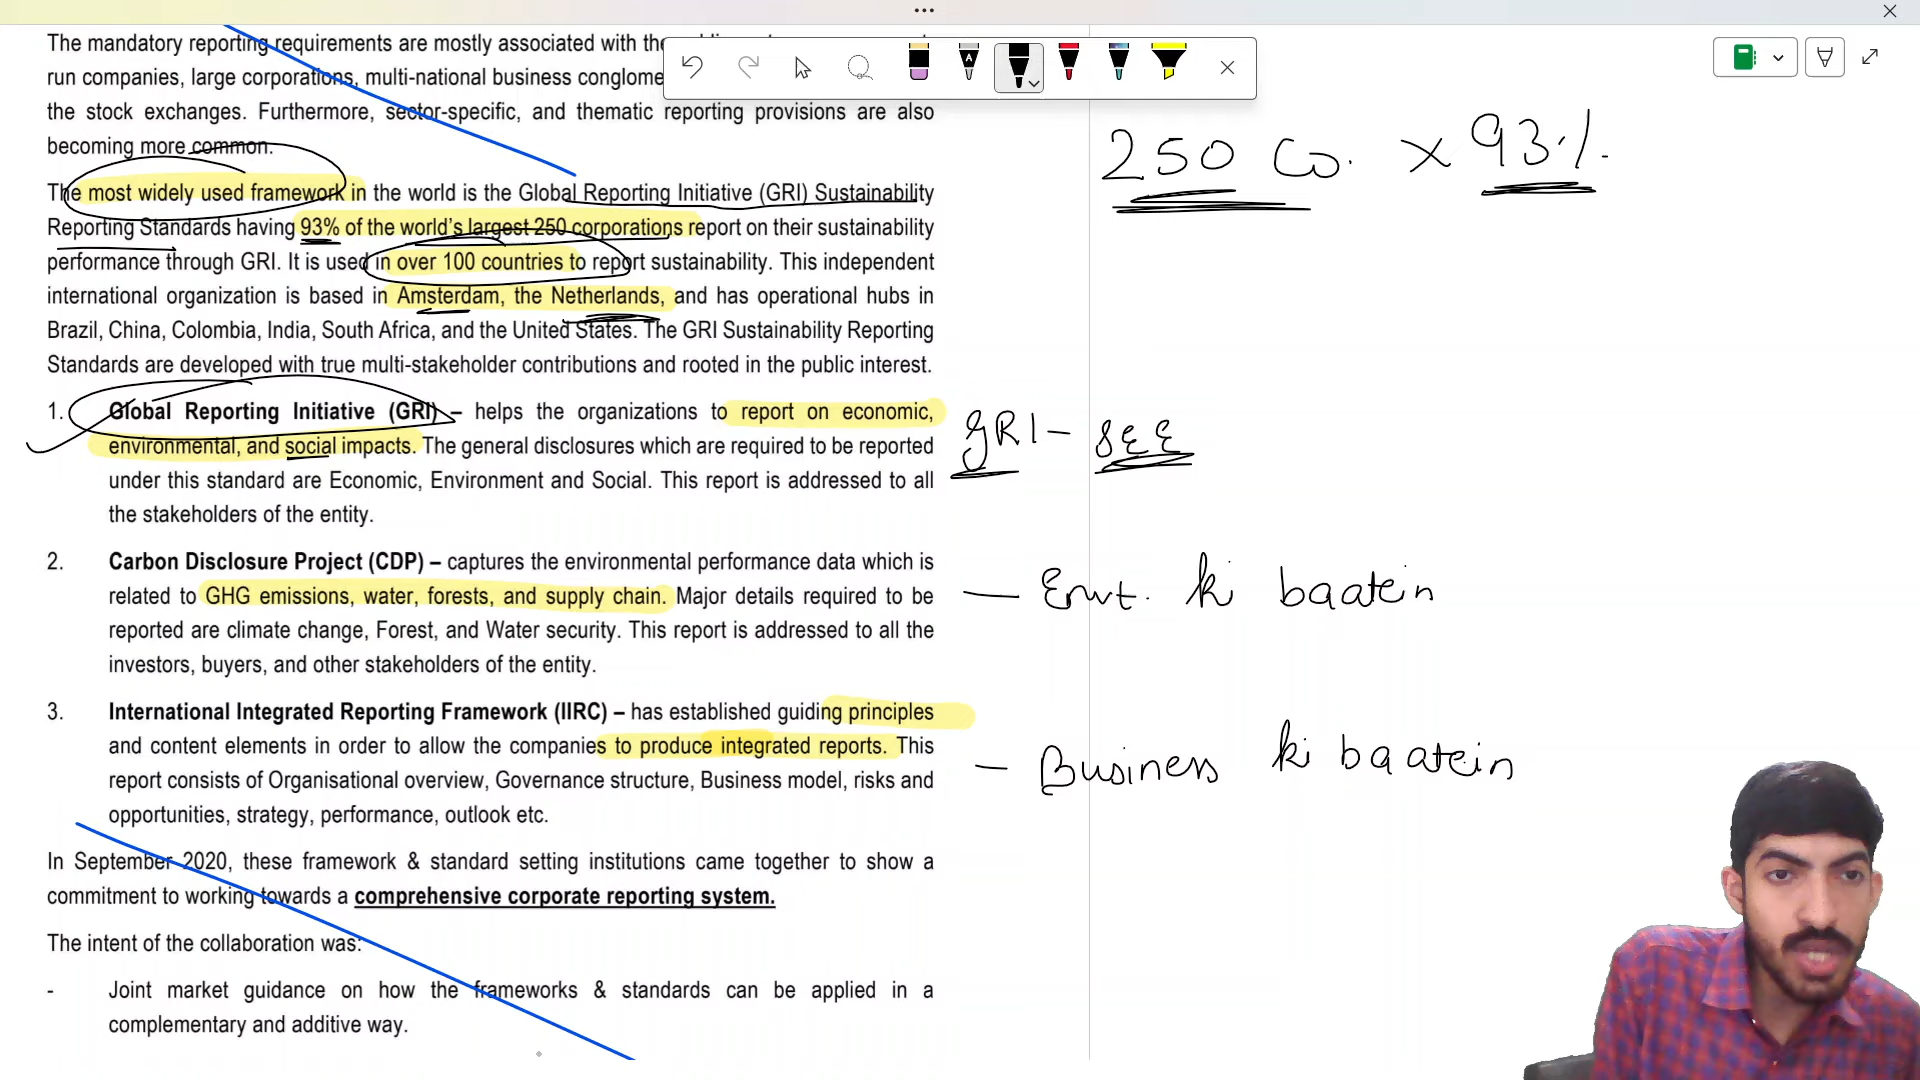 The mandatory reporting requirements are mostly associated with the
run companies, large corporations, multi-national business conglome
the stock exchanges. Furthermore, sector-specific, and thematic reporting provisions are also
becoming more common.
The most widely used framework in the world is the Global Reporting Initiative (GRI) Sustainability
Reporting Standards having 93% of the world's largest 250 corporations report on their sustainability
performance through GRI. It is used in over 100 countries to report sustainability. This independent
international organization is based in Amsterdam, the Netherlands, and has operational hubs in
Brazil, China, Colombia, India, South Africa, and the United States. The GRI Sustainability Reporting
Standards are developed with true multi-stakeholder contributions and rooted in the public interest.
1. Global Reporting Initiative (GRI) – helps the organizations to report on economic,
environmental, and social impacts. The general disclosures which are required to be reported
under this standard are Economic, Environment and Social. This report is addressed to all
the stakeholders of the entity.
2. Carbon Disclosure Project (CDP) – captures the environmental performance data which is
related to GHG emissions, water, forests, and supply chain. Major details required to be
reported are climate change, Forest, and Water security. This report is addressed to all the
investors, buyers, and other stakeholders of the entity.
3. International Integrated Reporting Framework (IIRC) – has established guiding principles
and content elements in order to allow the companies to produce integrated reports. This
report consists of Organisational overview, Governance structure, Business model, risks and
opportunities, strategy, performance, outlook etc.
In September 2020, these framework & standard setting institutions came together to show a
commitment to working towards a comprehensive corporate reporting system.
The intent of the collaboration was:
- Joint market guidance on how the frameworks & standards can be applied in a
complementary and additive way.
250 Co. × 93%.
GRI – SEE
— Envt. ki baatein
— Business ki baatein